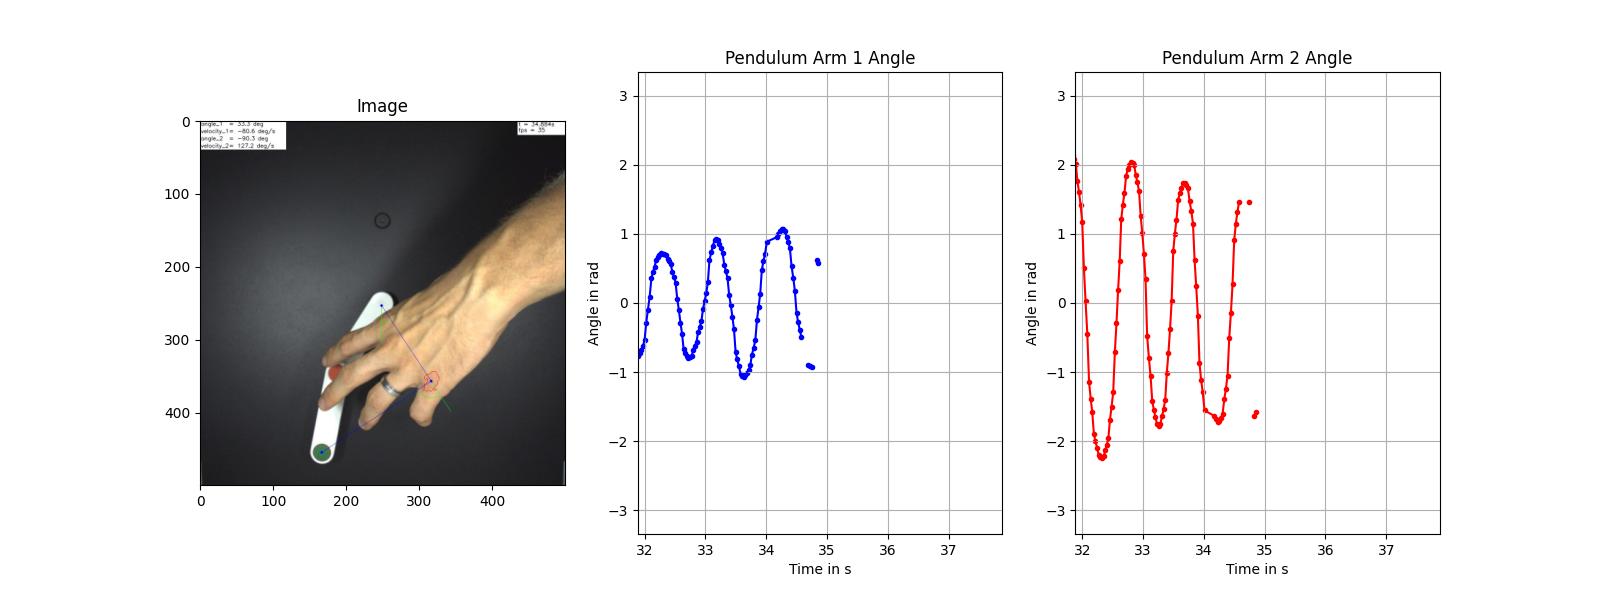 Image
angle_1 = 33.3 deg
velocity_1= -80.6 deg/s
angle_2 = -90.3 deg
velocity_2= 127.2 deg/s
t = 34.884s
fps = 35
0
100
200
300
400
0 100 200 300 400
Pendulum Arm 1 Angle
Angle in rad
3
2
1
0
−1
−2
−3
32 33 34 35 36 37
Time in s
Pendulum Arm 2 Angle
Angle in rad
3
2
1
0
−1
−2
−3
32 33 34 35 36 37
Time in s